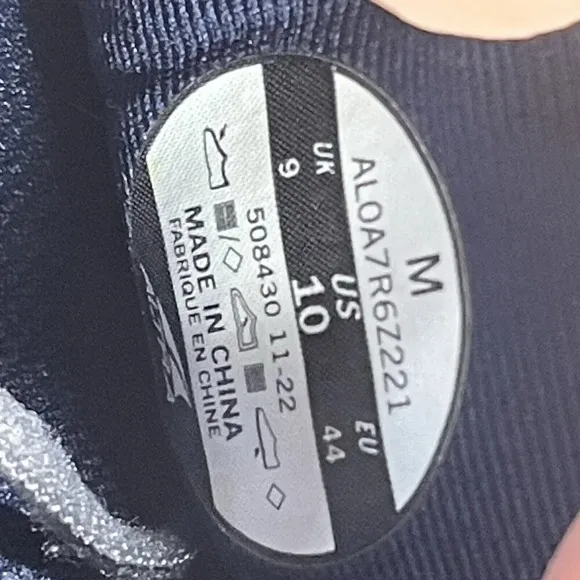 M
AL0A7R6Z221
UK US EU
9 10 44
508430 11-22
MADE IN CHINA
FABRIQUE EN CHINE